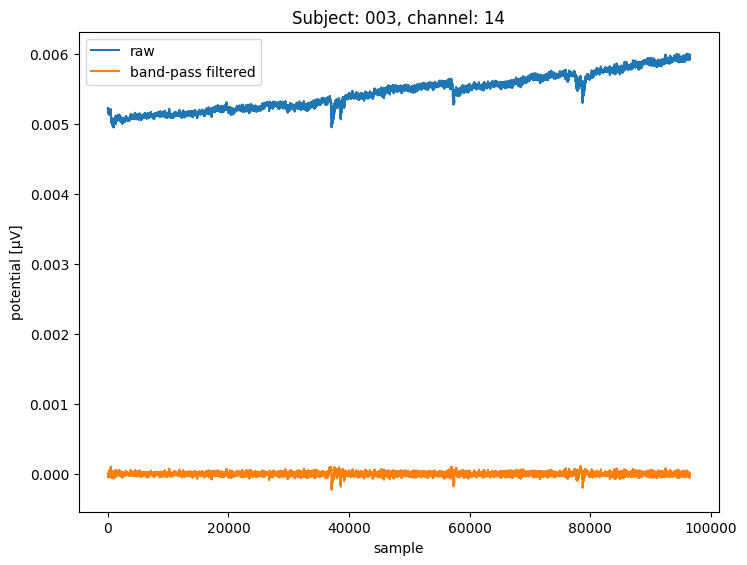 Subject: 003, channel: 14
raw
band-pass filtered
0.006
0.005
0.004
0.003
0.002
0.001
0.000
potential [µV]
0
20000
40000
60000
80000
100000
sample